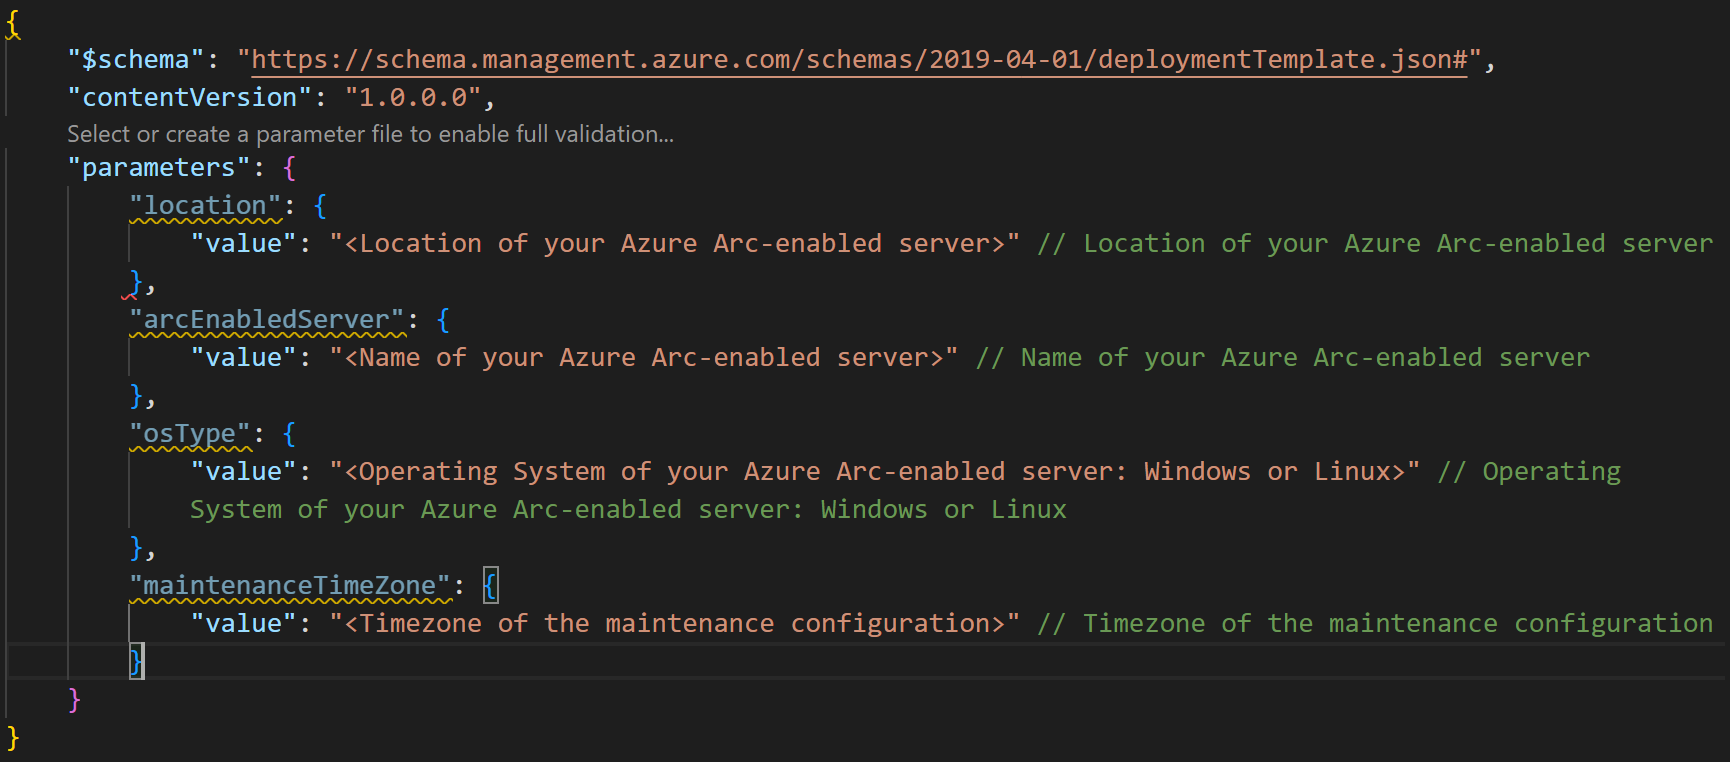 {
"$schema": "https://schema.management.azure.com/schemas/2019-04-01/deploymentTemplate.json#",
"contentVersion": "1.0.0.0",
Select or create a parameter file to enable full validation...
"parameters": {
"location": {
"value": "<Location of your Azure Arc-enabled server>" // Location of your Azure Arc-enabled server
},
"arcEnabledServer": {
"value": "<Name of your Azure Arc-enabled server>" // Name of your Azure Arc-enabled server
},
"osType": {
"value": "<Operating System of your Azure Arc-enabled server: Windows or Linux>" // Operating
System of your Azure Arc-enabled server: Windows or Linux
},
"maintenanceTimeZone": {
"value": "<Timezone of the maintenance configuration>" // Timezone of the maintenance configuration
}
}
}